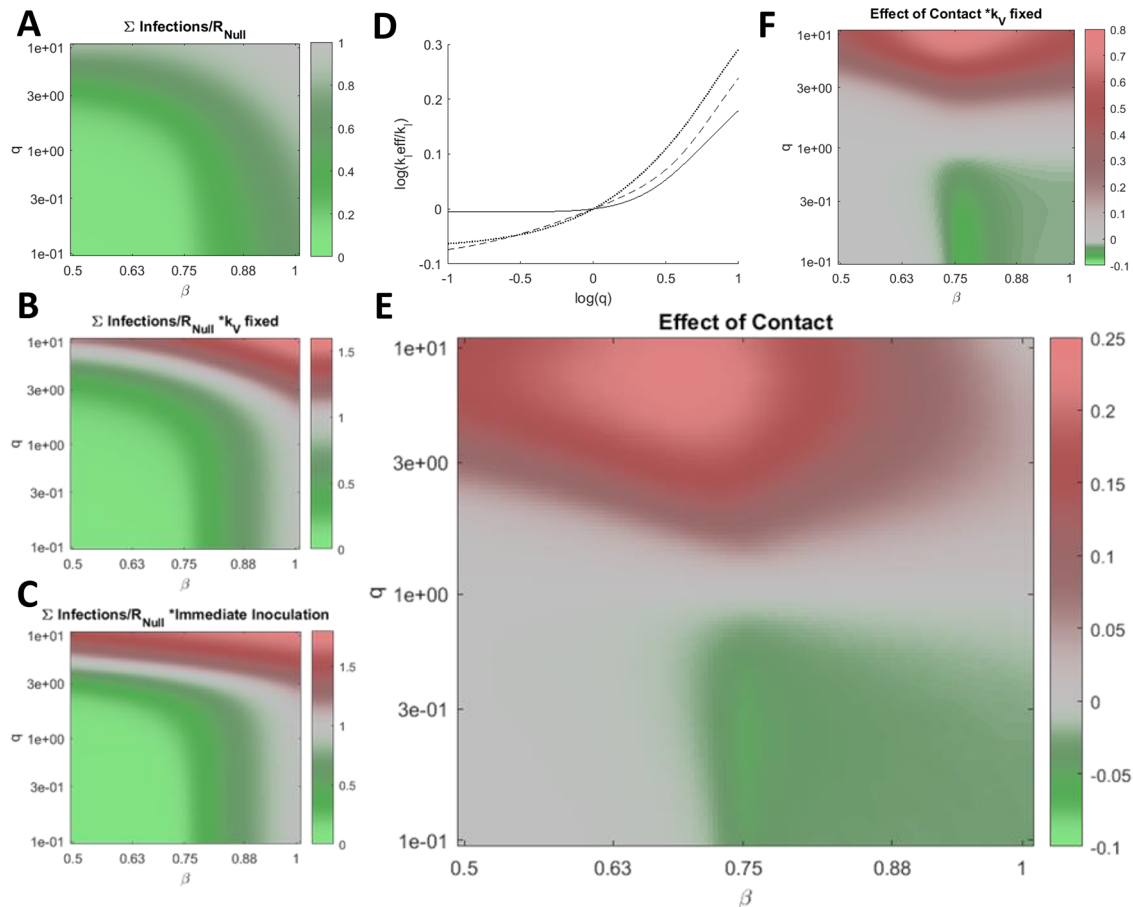 A
Σ Infections/R_Null
1e+01
3e+00
1e+00
3e-01
1e-01
q
0.5
0.63
0.75
0.88
1
β
1
0.8
0.6
0.4
0.2
0
B
Σ Infections/R_Null *k_V fixed
1e+01
3e+00
1e+00
3e-01
1e-01
q
0.5
0.63
0.75
0.88
1
β
1.5
1
0.5
0
C
Σ Infections/R_Null *Immediate Inoculation
1e+01
3e+00
1e+00
3e-01
1e-01
q
0.5
0.63
0.75
0.88
1
β
1.5
1
0.5
0
D
0.3
0.2
0.1
0
-0.1
log(k_I eff/k_I)
-1
-0.5
0.0
0.5
1
log(q)
E
Effect of Contact
1e+01
3e+00
1e+00
3e-01
1e-01
q
0.5
0.63
0.75
0.88
1
β
0.25
0.2
0.15
0.1
0.05
0
-0.05
-0.1
F
Effect of Contact *k_V fixed
1e+01
3e+00
1e+00
3e-01
1e-01
q
0.5
0.63
0.75
0.88
1
β
0.8
0.7
0.6
0.5
0.4
0.3
0.2
0.1
0
-0.1